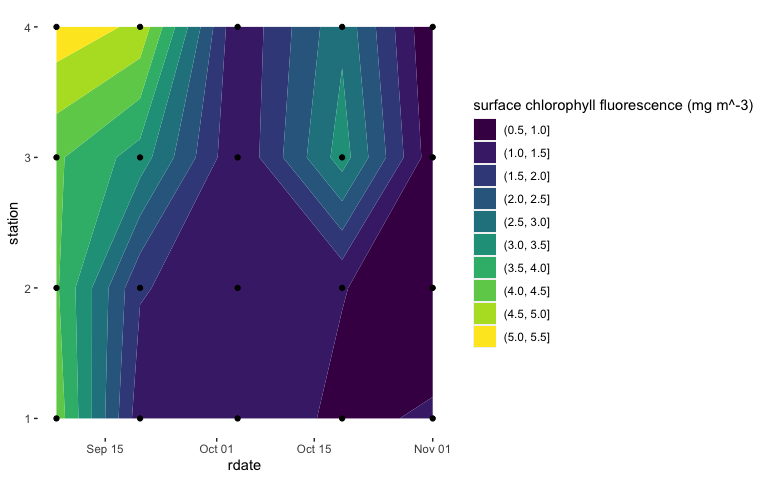 4
3
2
1
station
Sep 15
Oct 01
Oct 15
Nov 01
rdate
surface chlorophyll fluorescence (mg m^-3)
(0.5, 1.0]
(1.0, 1.5]
(1.5, 2.0]
(2.0, 2.5]
(2.5, 3.0]
(3.0, 3.5]
(3.5, 4.0]
(4.0, 4.5]
(4.5, 5.0]
(5.0, 5.5]